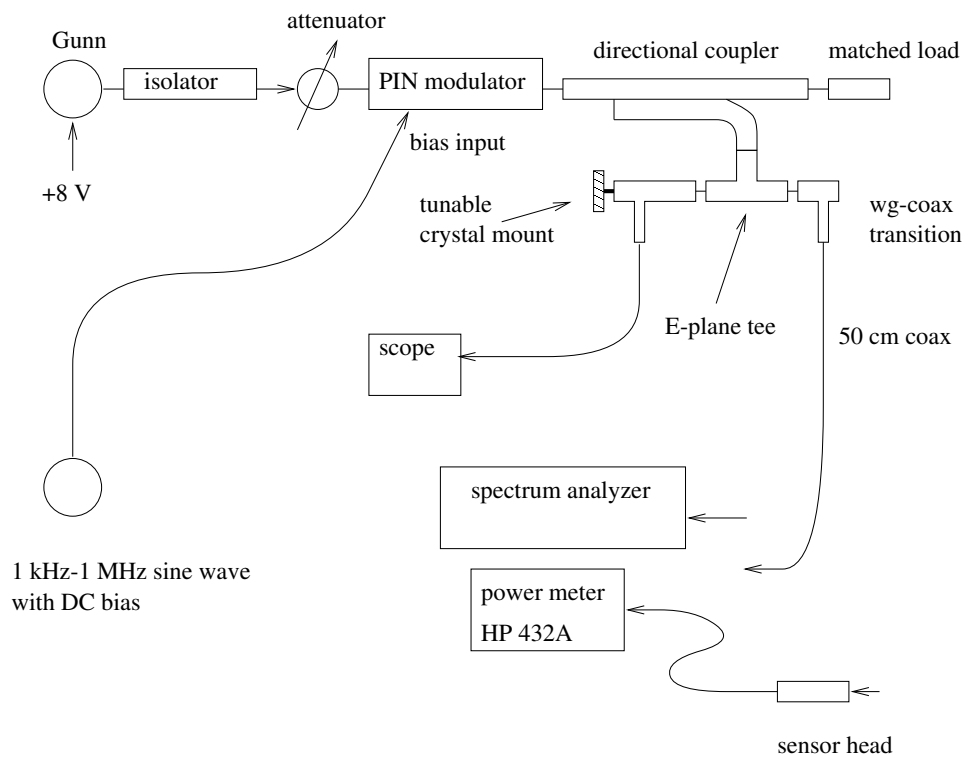 attenuator
Gunn
isolator
PIN modulator
directional coupler
matched load
bias input
+8 V
tunable
crystal mount
wg-coax
transition
E-plane tee
50 cm coax
scope
spectrum analyzer
1 kHz-1 MHz sine wave
with DC bias
power meter
HP 432A
sensor head